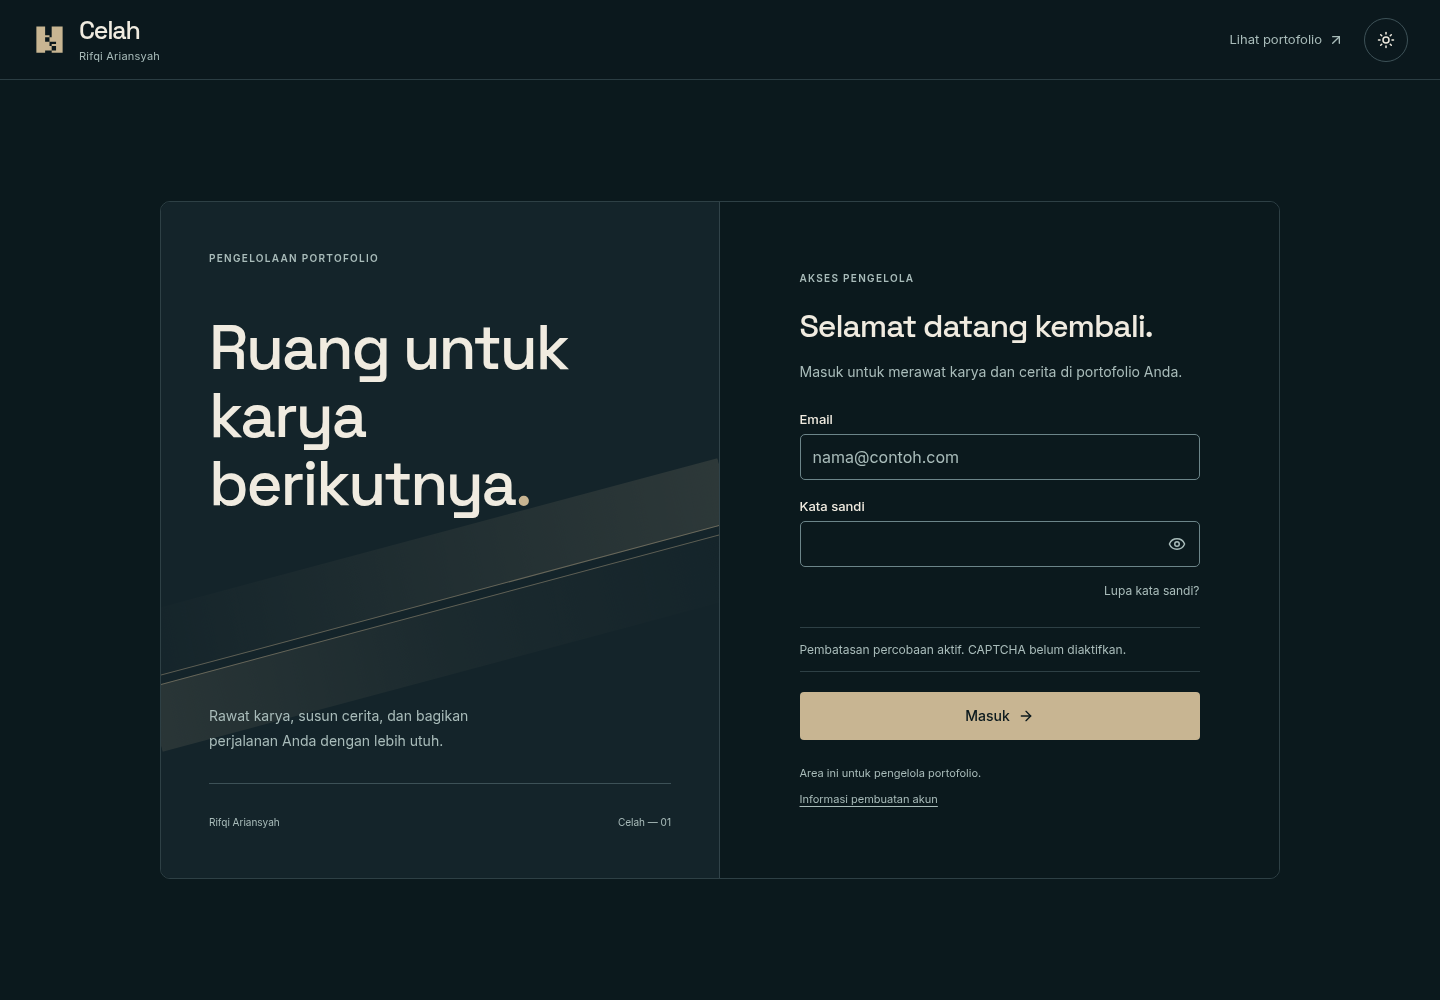 Celah
Rifqi Ariansyah
Lihat portofolio
PENGELOLAAN PORTOFOLIO
Ruang untuk
karya
berikutnya.
Rawat karya, susun cerita, dan bagikan
perjalanan Anda dengan lebih utuh.
Rifqi Ariansyah
Celah — 01
AKSES PENGELOLA
Selamat datang kembali.
Masuk untuk merawat karya dan cerita di portofolio Anda.
Email
nama@contoh.com
Kata sandi
Lupa kata sandi?
Pembatasan percobaan aktif. CAPTCHA belum diaktifkan.
Masuk
Area ini untuk pengelola portofolio.
Informasi pembuatan akun